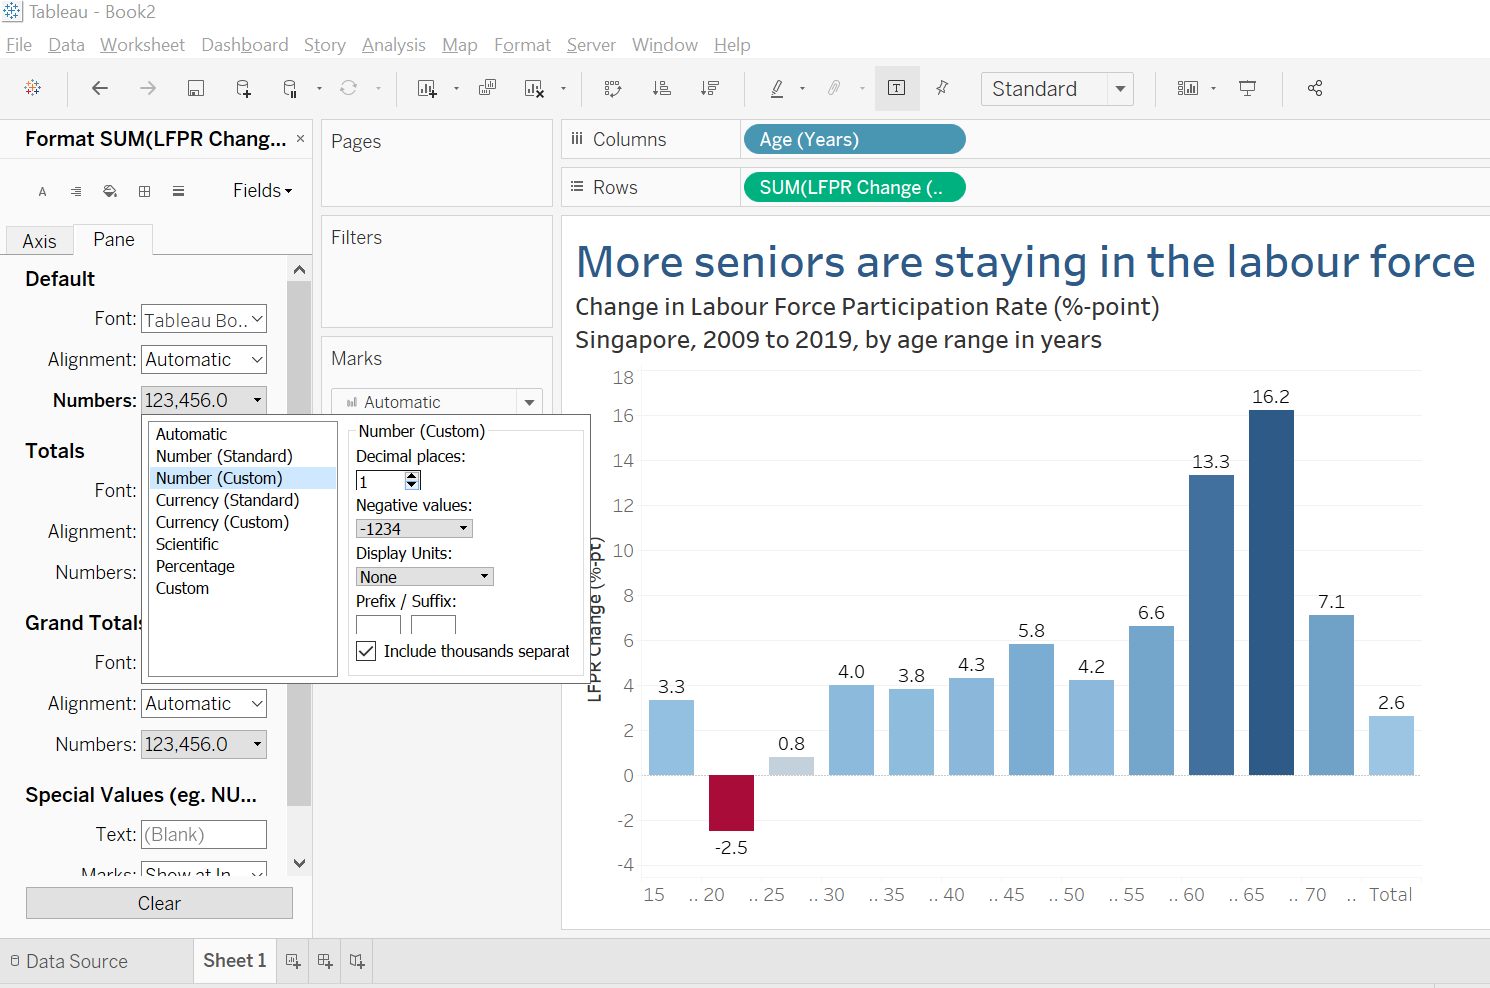 Tableau - Book2
File Data Worksheet Dashboard Story Analysis Map Format Server Window Help
Standard
Format SUM(LFPR Chang... ×
A Fields
Axis Pane
Default
Font: Tableau Bo..
Alignment: Automatic
Numbers: 123,456.0
Totals
Font:
Alignment:
Numbers:
Grand Totals
Font:
Alignment: Automatic
Numbers: 123,456.0
Special Values (eg. NU...
Text: (Blank)
Marks: Show at In
Clear
Automatic
Number (Standard)
Number (Custom)
Currency (Standard)
Currency (Custom)
Scientific
Percentage
Custom
Number (Custom)
Decimal places:
1
Negative values:
-1234
Display Units:
None
Prefix / Suffix:
Include thousands separat
Pages
Filters
Marks
Automatic
Columns Age (Years)
Rows SUM(LFPR Change (..
More seniors are staying in the labour force
Change in Labour Force Participation Rate (%-point)
Singapore, 2009 to 2019, by age range in years
LFPR Change (%-pt)
18
16
14
12
10
8
6
4
2
0
-2
-4
3.3
-2.5
0.8
4.0
3.8
4.3
5.8
4.2
6.6
13.3
16.2
7.1
2.6
15 .. 20 .. 25 .. 30 .. 35 .. 40 .. 45 .. 50 .. 55 .. 60 .. 65 .. 70 .. Total
Data Source Sheet 1